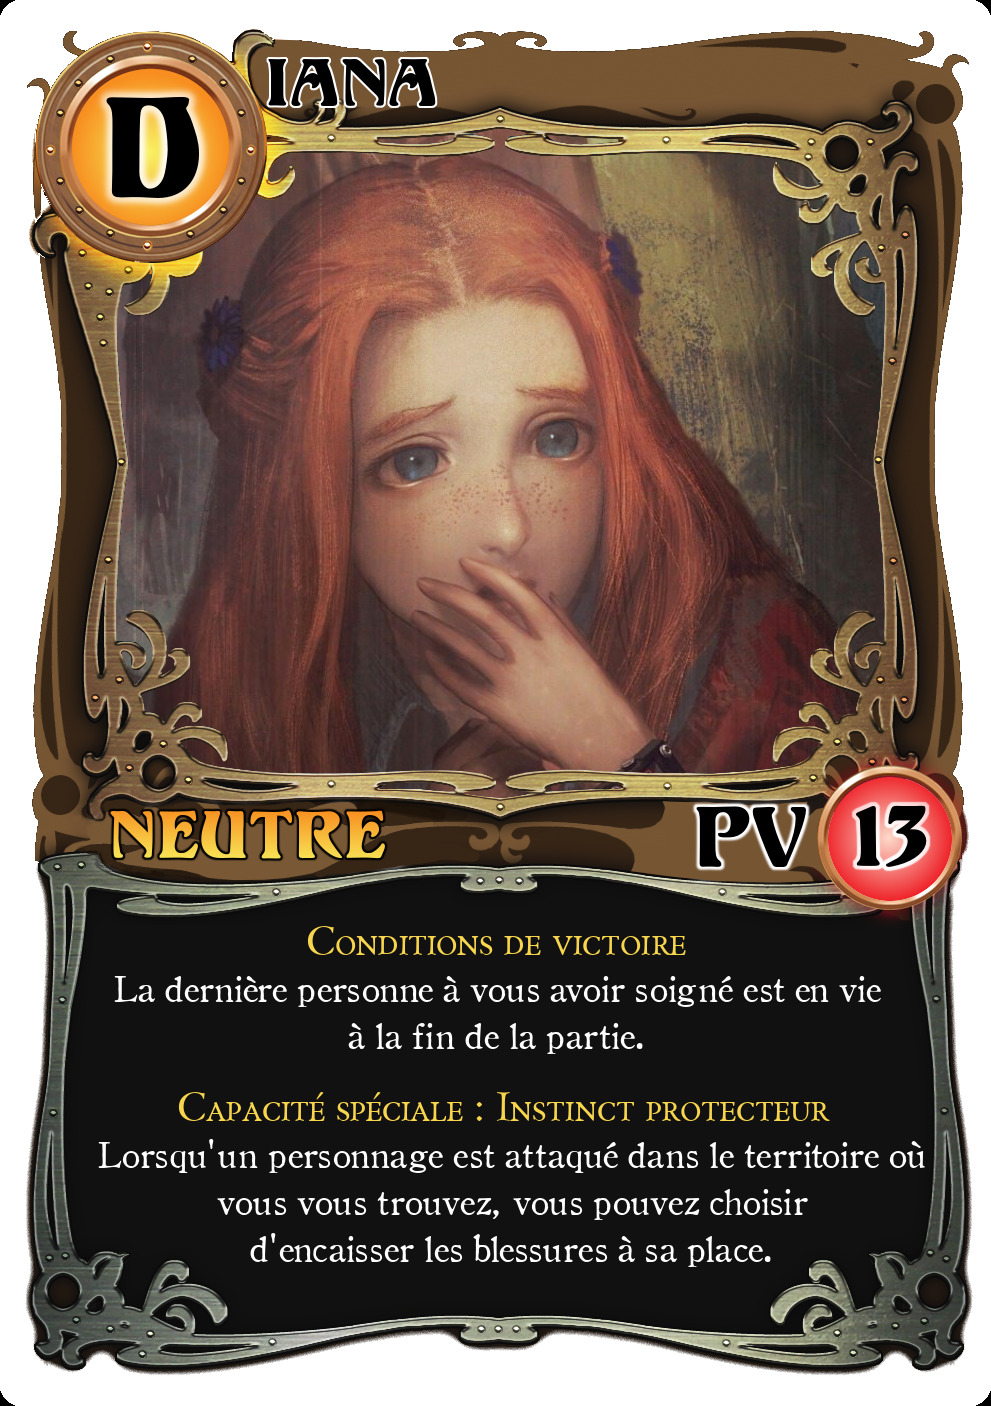 DIANA
NEUTRE
PV 13
Conditions de victoire
La dernière personne à vous avoir soigné est en vie
à la fin de la partie.
Capacité spéciale : Instinct protecteur
Lorsqu'un personnage est attaqué dans le territoire où
vous vous trouvez, vous pouvez choisir
d'encaisser les blessures à sa place.